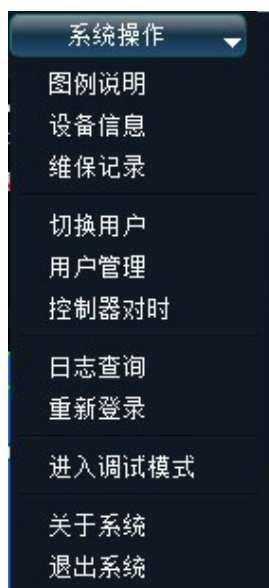 系统操作
图例说明
设备信息
维保记录
切换用户
用户管理
控制器对时
日志查询
重新登录
进入调试模式
关于系统
退出系统